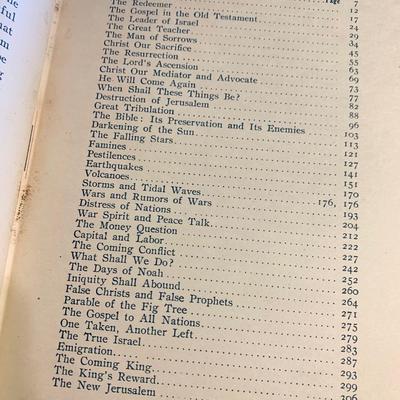 the
iful
hat
m
be
g
Page
7
The Redeemer 12
The Gospel in the Old Testament 17
The Leader of Israel 24
The Great Teacher 29
The Man of Sorrows 34
Christ Our Sacrifice 45
The Resurrection 55
The Lord's Ascension 63
Christ Our Mediator and Advocate 69
He Will Come Again 73
When Shall These Things Be? 77
Destruction of Jerusalem 82
Great Tribulation 88
The Bible: Its Preservation and Its Enemies 96
Darkening of the Sun 103
The Falling Stars 113
Famines 121
Pestilences 127
Earthquakes 141
Volcanoes 151
Storms and Tidal Waves 170
Wars and Rumors of Wars 176, 176
Distress of Nations 193
War Spirit and Peace Talk 204
The Money Question 212
Capital and Labor 222
The Coming Conflict 227
What Shall We Do? 242
The Days of Noah 252
Iniquity Shall Abound 260
False Christs and False Prophets 264
Parable of the Fig Tree 271
The Gospel to All Nations 275
One Taken, Another Left 279
The True Israel 283
Emigration 287
The Coming King 293
The King's Reward 299
The New Jerusalem 306